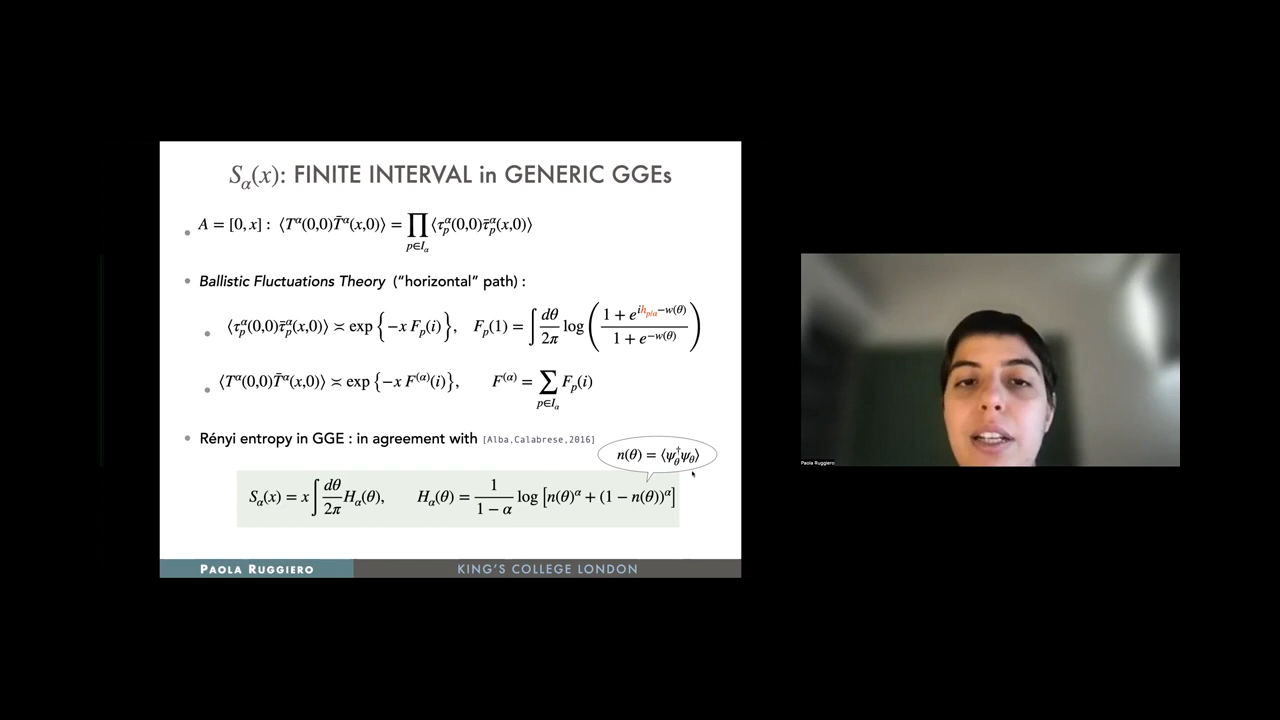 S_α(x): FINITE INTERVAL in GENERIC GGEs
• A = [0,x] : ⟨T^α(0,0)T̄^α(x,0)⟩ = ∏_{p∈I_α} ⟨τ_p^α(0,0)τ̄_p^α(x,0)⟩
• Ballistic Fluctuations Theory ("horizontal" path) :
• ⟨τ_p^α(0,0)τ̄_p^α(x,0)⟩ ≍ exp {−x F_p(i)}, F_p(1) = ∫ dθ/2π log ( (1 + e^{ih_{p/α}−w(θ)}) / (1 + e^{−w(θ)}) )
• ⟨T^α(0,0)T̄^α(x,0)⟩ ≍ exp {−x F^{(α)}(i)}, F^{(α)} = ∑_{p∈I_α} F_p(i)
• Rényi entropy in GGE : in agreement with [Alba,Calabrese,2016]
n(θ) = ⟨ψ_θ^†ψ_θ⟩
S_α(x) = x ∫ dθ/2π H_α(θ), H_α(θ) = 1/(1 − α) log [n(θ)^α + (1 − n(θ))^α]
PAOLA RUGGIERO KING'S COLLEGE LONDON
Paola Ruggiero